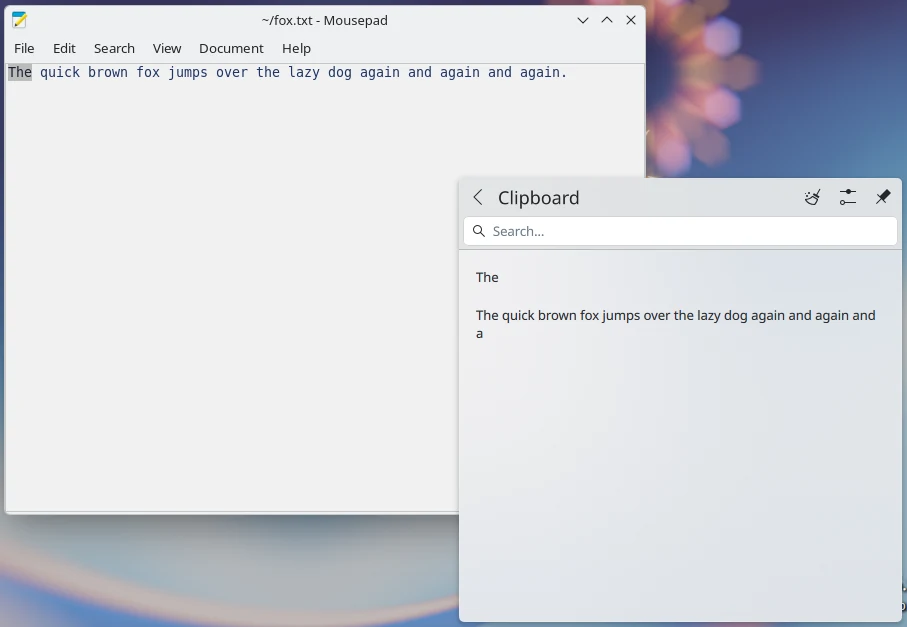 ~/fox.txt - Mousepad
File Edit Search View Document Help
The quick brown fox jumps over the lazy dog again and again and again.
Clipboard
Search...
The
The quick brown fox jumps over the lazy dog again and again and
a